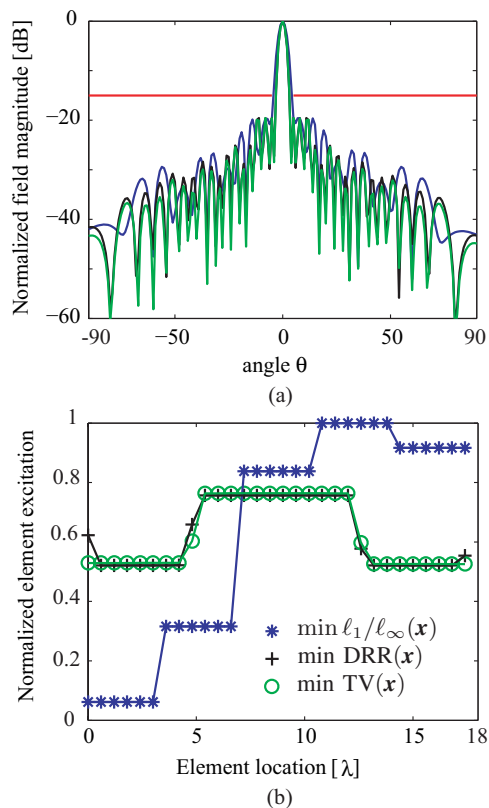 Normalized field magnitude [dB]
0
−20
−40
−60
-90
−50
0
50
90
angle θ
(a)
Normalized element excitation
1
0.8
0.6
0.4
0.2
0
0
5
10
15
18
min ℓ1/ℓ∞(x)
min DRR(x)
min TV(x)
Element location [λ]
(b)